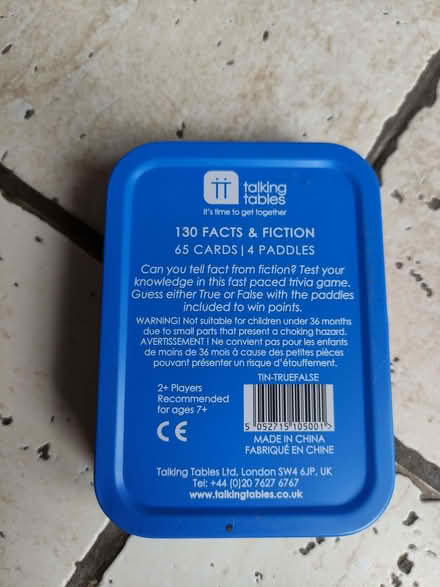 talking
tables
it's time to get together
130 FACTS & FICTION
65 CARDS | 4 PADDLES
Can you tell fact from fiction? Test your
knowledge in this fast paced trivia game.
Guess either True or False with the paddles
included to win points.
WARNING! Not suitable for children under 36 months
due to small parts that present a choking hazard.
AVERTISSEMENT ! Ne convient pas pour les enfants
de moins de 36 mois à cause des petites pièces
pouvant présenter un risque d'étouffement.
TIN-TRUEFALSE
2+ Players
Recommended
for ages 7+
CE
5 052715 105001 >
MADE IN CHINA
FABRIQUÉ EN CHINE
Talking Tables Ltd, London SW4 6JP, UK
Tel: +44 (0)20 7627 6767
www.talkingtables.co.uk